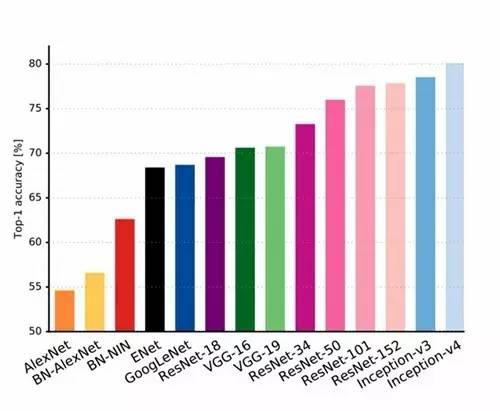 Top-1 accuracy [%]
80
75
70
65
60
55
50
AlexNet
BN-AlexNet
BN-NIN
ENet
GoogLeNet
ResNet-18
VGG-16
VGG-19
ResNet-34
ResNet-50
ResNet-101
ResNet-152
Inception-v3
Inception-v4